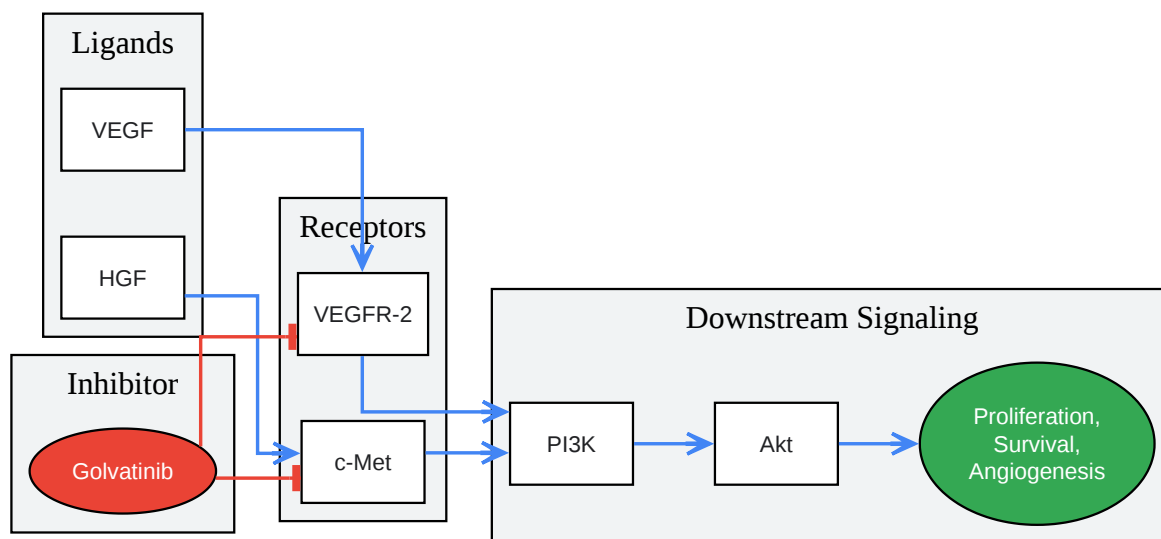 Ligands
VEGF
HGF
Receptors
VEGFR-2
c-Met
Inhibitor
Golvatinib
Downstream Signaling
PI3K
Akt
Proliferation,
Survival,
Angiogenesis